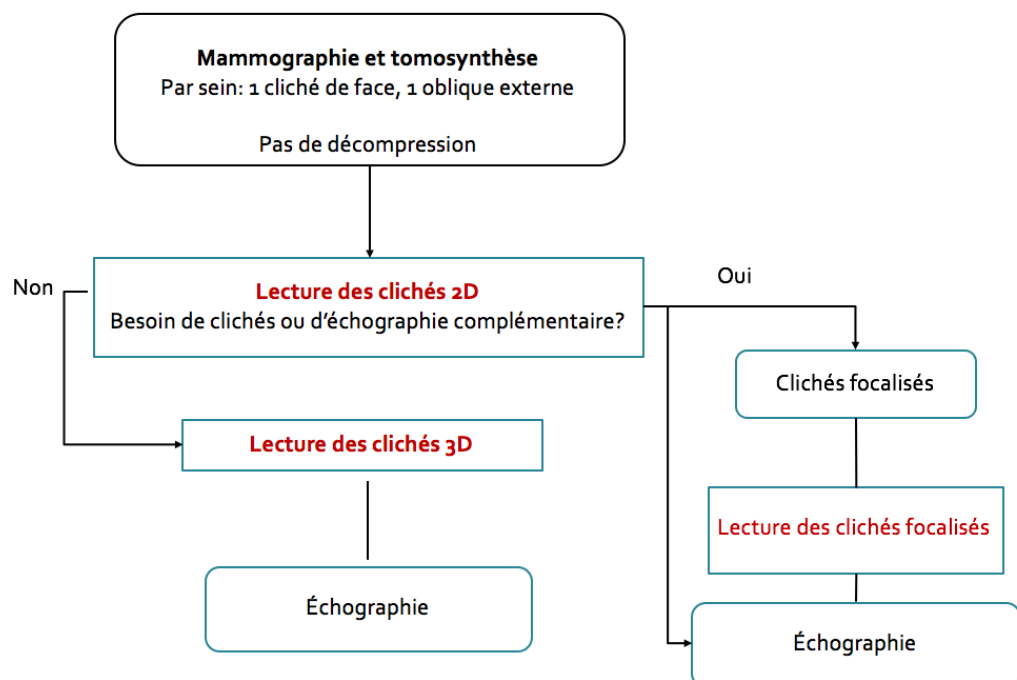 Mammographie et tomosynthèse
Par sein: 1 cliché de face, 1 oblique externe
Pas de décompression
Non
Oui
Lecture des clichés 2D
Besoin de clichés ou d'échographie complémentaire?
Clichés focalisés
Lecture des clichés 3D
Lecture des clichés focalisés
Échographie
Échographie